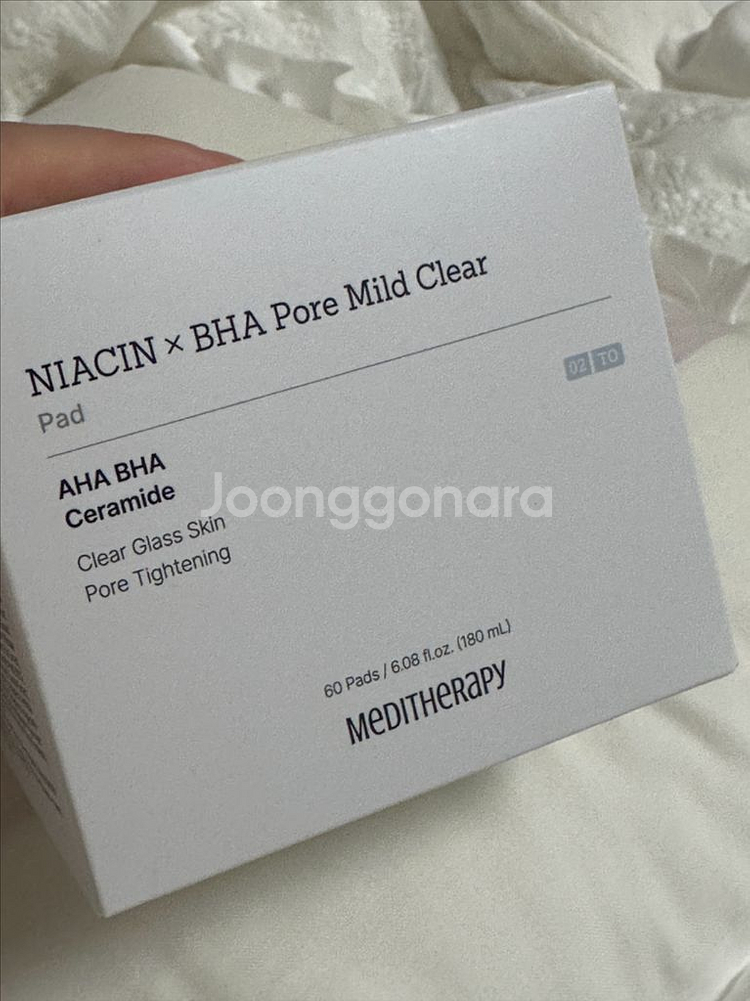 NIACIN × BHA Pore Mild Clear
Pad
02 TO
AHA BHA
Ceramide
Joonggonara
Clear Glass Skin
Pore Tightening
60 Pads / 6.08 fl.oz. (180 mL)
MEDITHERAPY